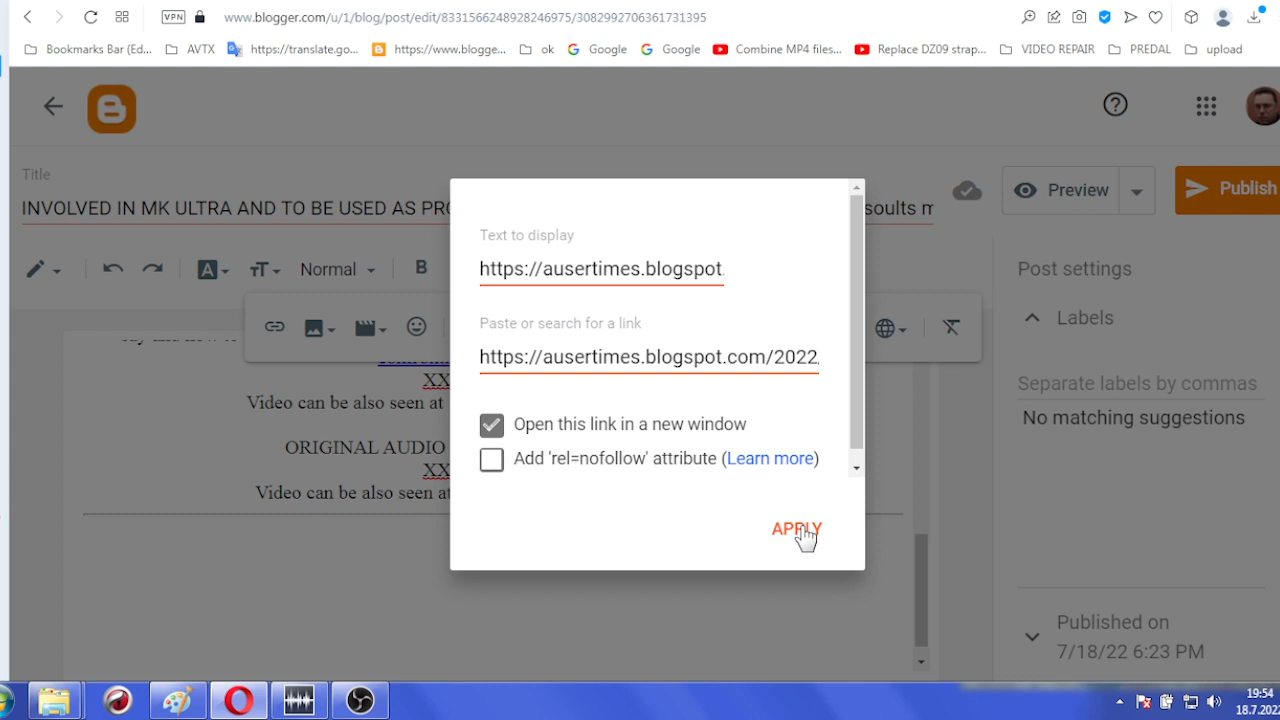 VPN
www.blogger.com/u/1/blog/post/edit/8331566248928246975/3082992706361731395
Bookmarks Bar (Ed...
AVTX
https://translate.go...
https://www.blogge...
ok
Google
Google
Combine MP4 files...
Replace DZ09 strap...
VIDEO REPAIR
PREDAL
upload
Title
INVOLVED IN MK ULTRA AND TO BE USED AS PRO
soults m
Preview
Publish
Normal
B
Text to display
https://ausertimes.blogspot.
Paste or search for a link
https://ausertimes.blogspot.com/2022
Open this link in a new window
Add 'rel=nofollow' attribute (Learn more)
APPLY
XX
Video can be also seen at
ORIGINAL AUDIO
XX
Video can be also seen at
Post settings
Labels
Separate labels by commas
No matching suggestions
Published on
7/18/22 6:23 PM
19:54
18.7.2022